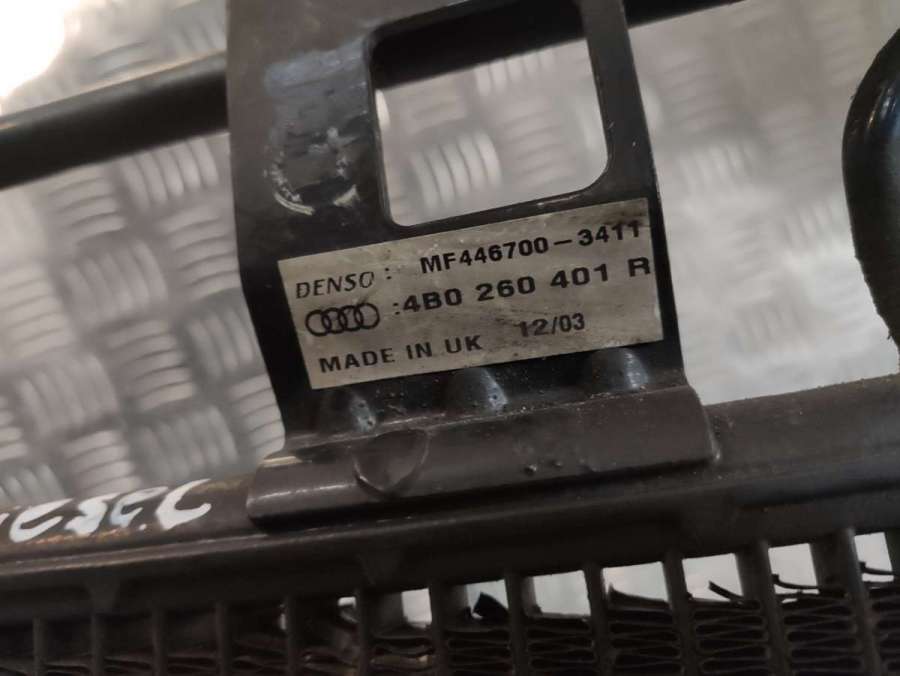 DENSO : MF446700-3411
:4B0 260 401 R
MADE IN UK 12/03